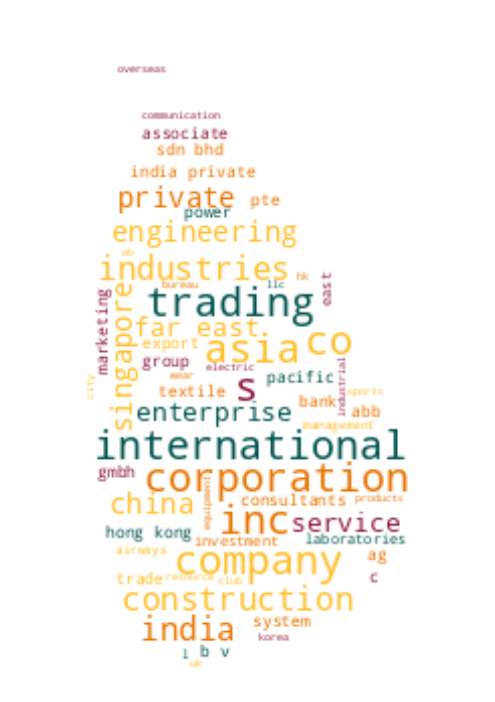 overseas
communication
associate
sdn bhd
india private
private pte
power
engineering
ab
industries hk
bureau llc
marketing singapore trading east
far east
export asia co
group electric
city wear pacific industrial
textile s sports
enterprise bank abb
management
international
gmbh corporation
china equipment consultants products
inc service
hong kong investment laboratories
airways company ag
trade resource club c
construction
india system
korea
l b v
uk